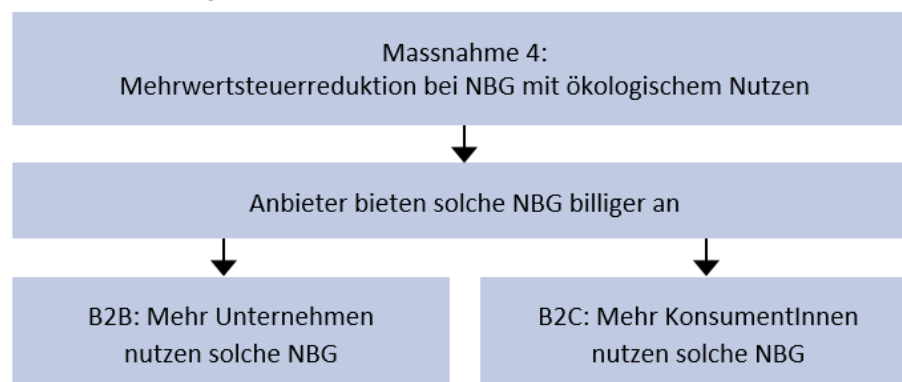 Massnahme 4:
Mehrwertsteuerreduktion bei NBG mit ökologischem Nutzen
Anbieter bieten solche NBG billiger an
B2B: Mehr Unternehmen
nutzen solche NBG
B2C: Mehr KonsumentInnen
nutzen solche NBG